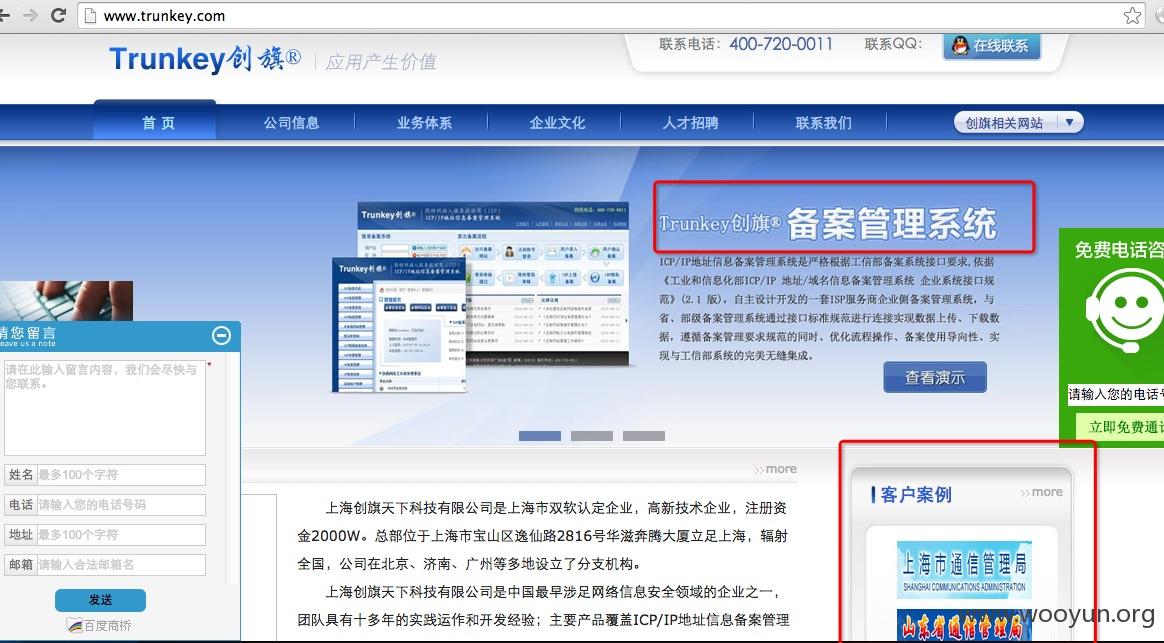 www.trunkey.com
Trunkey创旗® 应用产生价值
联系电话: 400-720-0011 联系QQ: 在线联系
首 页 公司信息 业务体系 企业文化 人才招聘 联系我们 创旗相关网站
Trunkey创旗® 备案管理系统
ICP/IP地址信息备案管理系统是严格根据工信部备案系统接口要求,依据
《工业和信息化部ICP/IP 地址/域名信息备案管理系统 企业系统接口规
范》(2.1 版), 自主设计开发的一套ISP服务商企业侧备案管理系统, 与
省、部级备案管理系统通过接口标准规范进行连接实现数据上传、下载数
据, 遵循备案管理要求规范的同时、优化流程操作、备案使用导向性、实
现与工信部系统的完美无缝集成。
查看演示
Trunkey创旗®
Trunkey创旗®
免费电话咨
请输入您的电话号
立即免费通话
请您留言
leave us a note
请在此输入留言内容，我们会尽快与
您联系。
*
姓名 最多100个字符
电话 请输入您的电话号码
地址 最多100个字符
邮箱 请输入合法邮箱名
发送
百度商桥
more
上海创旗天下科技有限公司是上海市双软认定企业，高新技术企业，注册资
金2000W。总部位于上海市宝山区逸仙路2816号华滋奔腾大厦立足上海，辐射
全国，公司在北京、济南、广州等多地设立了分支机构。
上海创旗天下科技有限公司是中国最早涉足网络信息安全领域的企业之一，
团队具有十多年的实践运作和开发经验；主要产品覆盖ICP/IP地址信息备案管理
客户案例 more
上海市通信管理局
SHANGHAI COMMUNICATIONS ADMINISTRATION
山东省通信管理局
wooyun.org